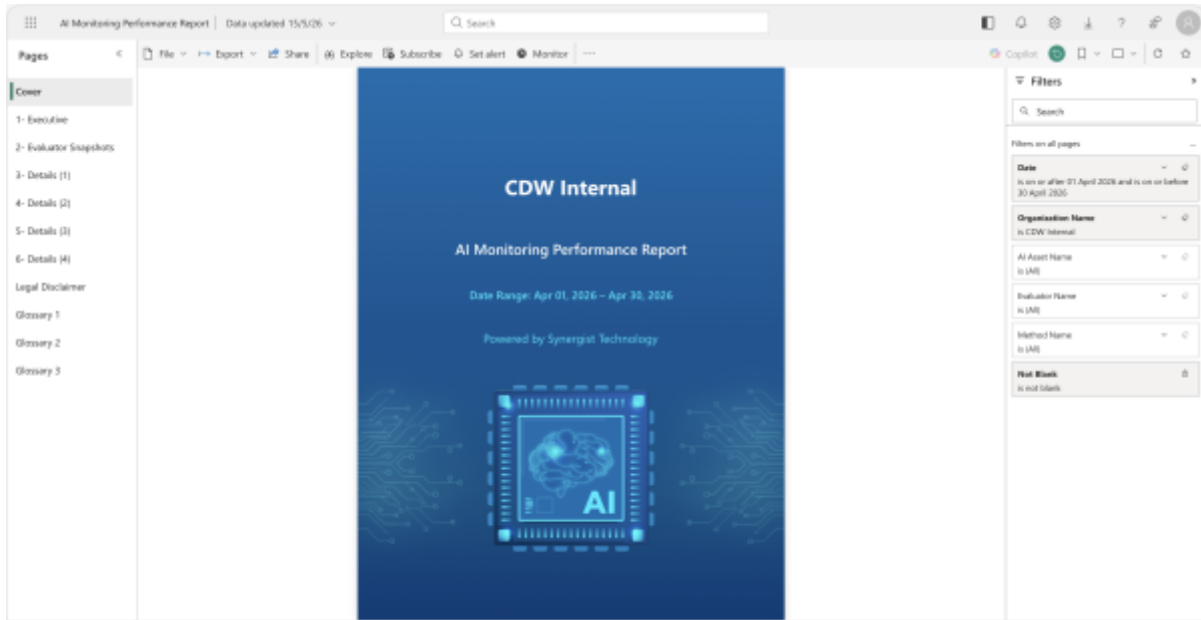 AI Monitoring Performance Report | Data updated 15/5/26
Search
Pages
File
Export
Share
Explore
Subscribe
Set alert
Monitor
Copilot
Cover
1- Executive
2- Evaluator Snapshots
3- Details (1)
4- Details (2)
5- Details (3)
6- Details (4)
Legal Disclaimer
Glossary 1
Glossary 2
Glossary 3
CDW Internal
AI Monitoring Performance Report
Date Range: Apr 01, 2026 – Apr 30, 2026
Powered by Synergist Technology
AI
Filters
Search
Filters on all pages
Date
is on or after 01 April 2026 and is on or before
30 April 2026
Organisation Name
is CDW Internal
AI Asset Name
is (All)
Evaluator Name
is (All)
Method Name
is (All)
Not Blank
is not blank